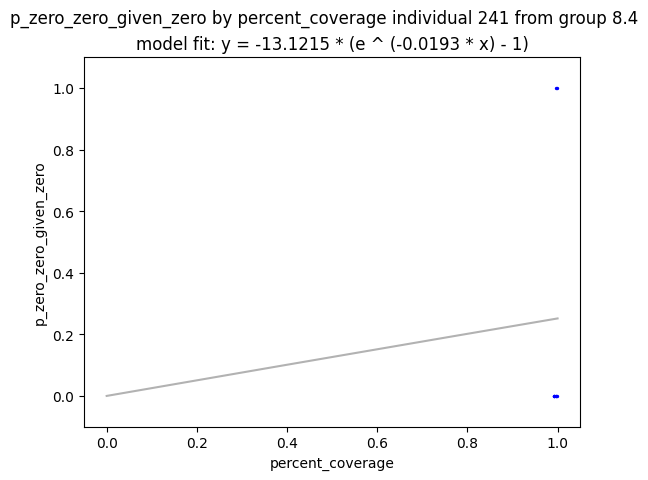 p_zero_zero_given_zero by percent_coverage individual 241 from group 8.4
model fit: y = -13.1215 * (e ^ (-0.0193 * x) - 1)
1.0
0.8
0.6
0.4
0.2
0.0
p_zero_zero_given_zero
0.0 0.2 0.4 0.6 0.8 1.0
percent_coverage